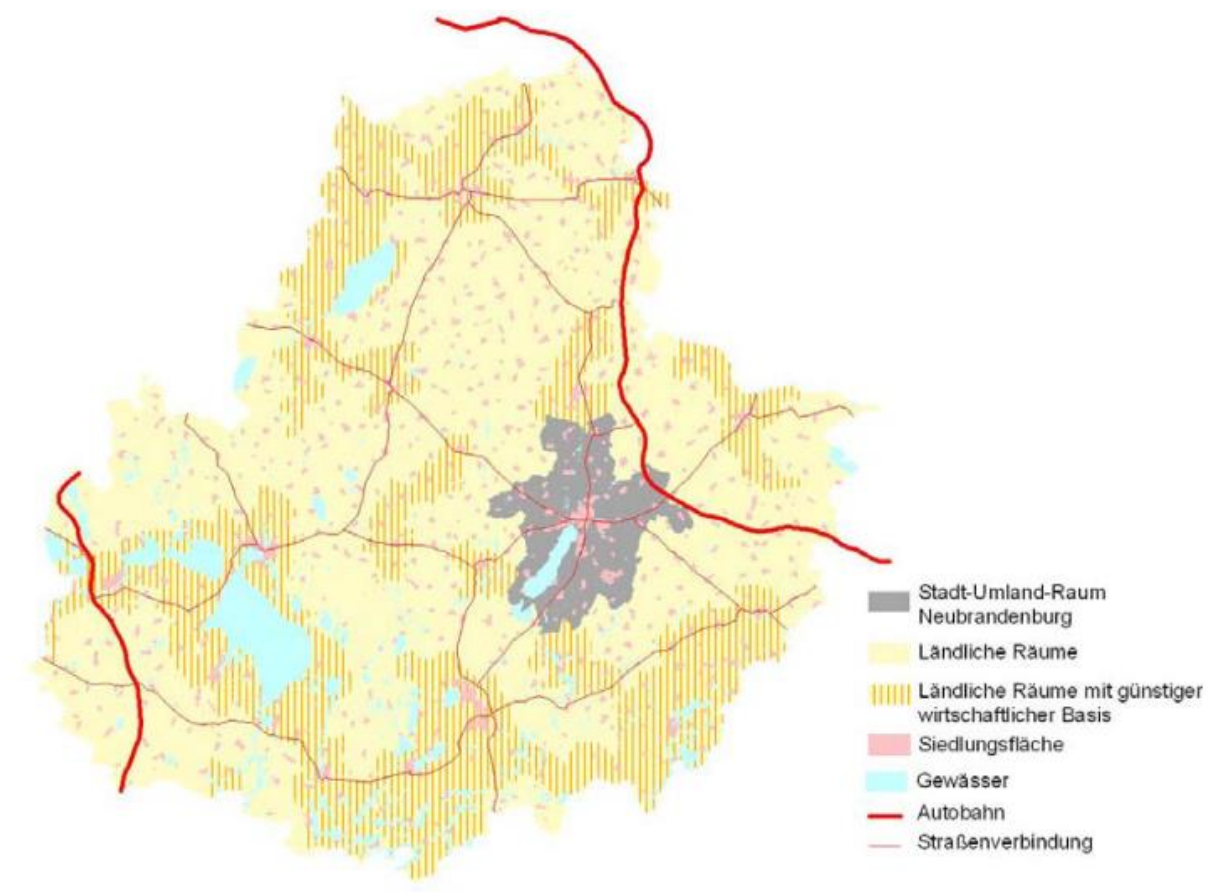 Stadt-Umland-Raum
Neubrandenburg
Ländliche Räume
Ländliche Räume mit günstiger
wirtschaftlicher Basis
Siedlungsfläche
Gewässer
Autobahn
Straßenverbindung